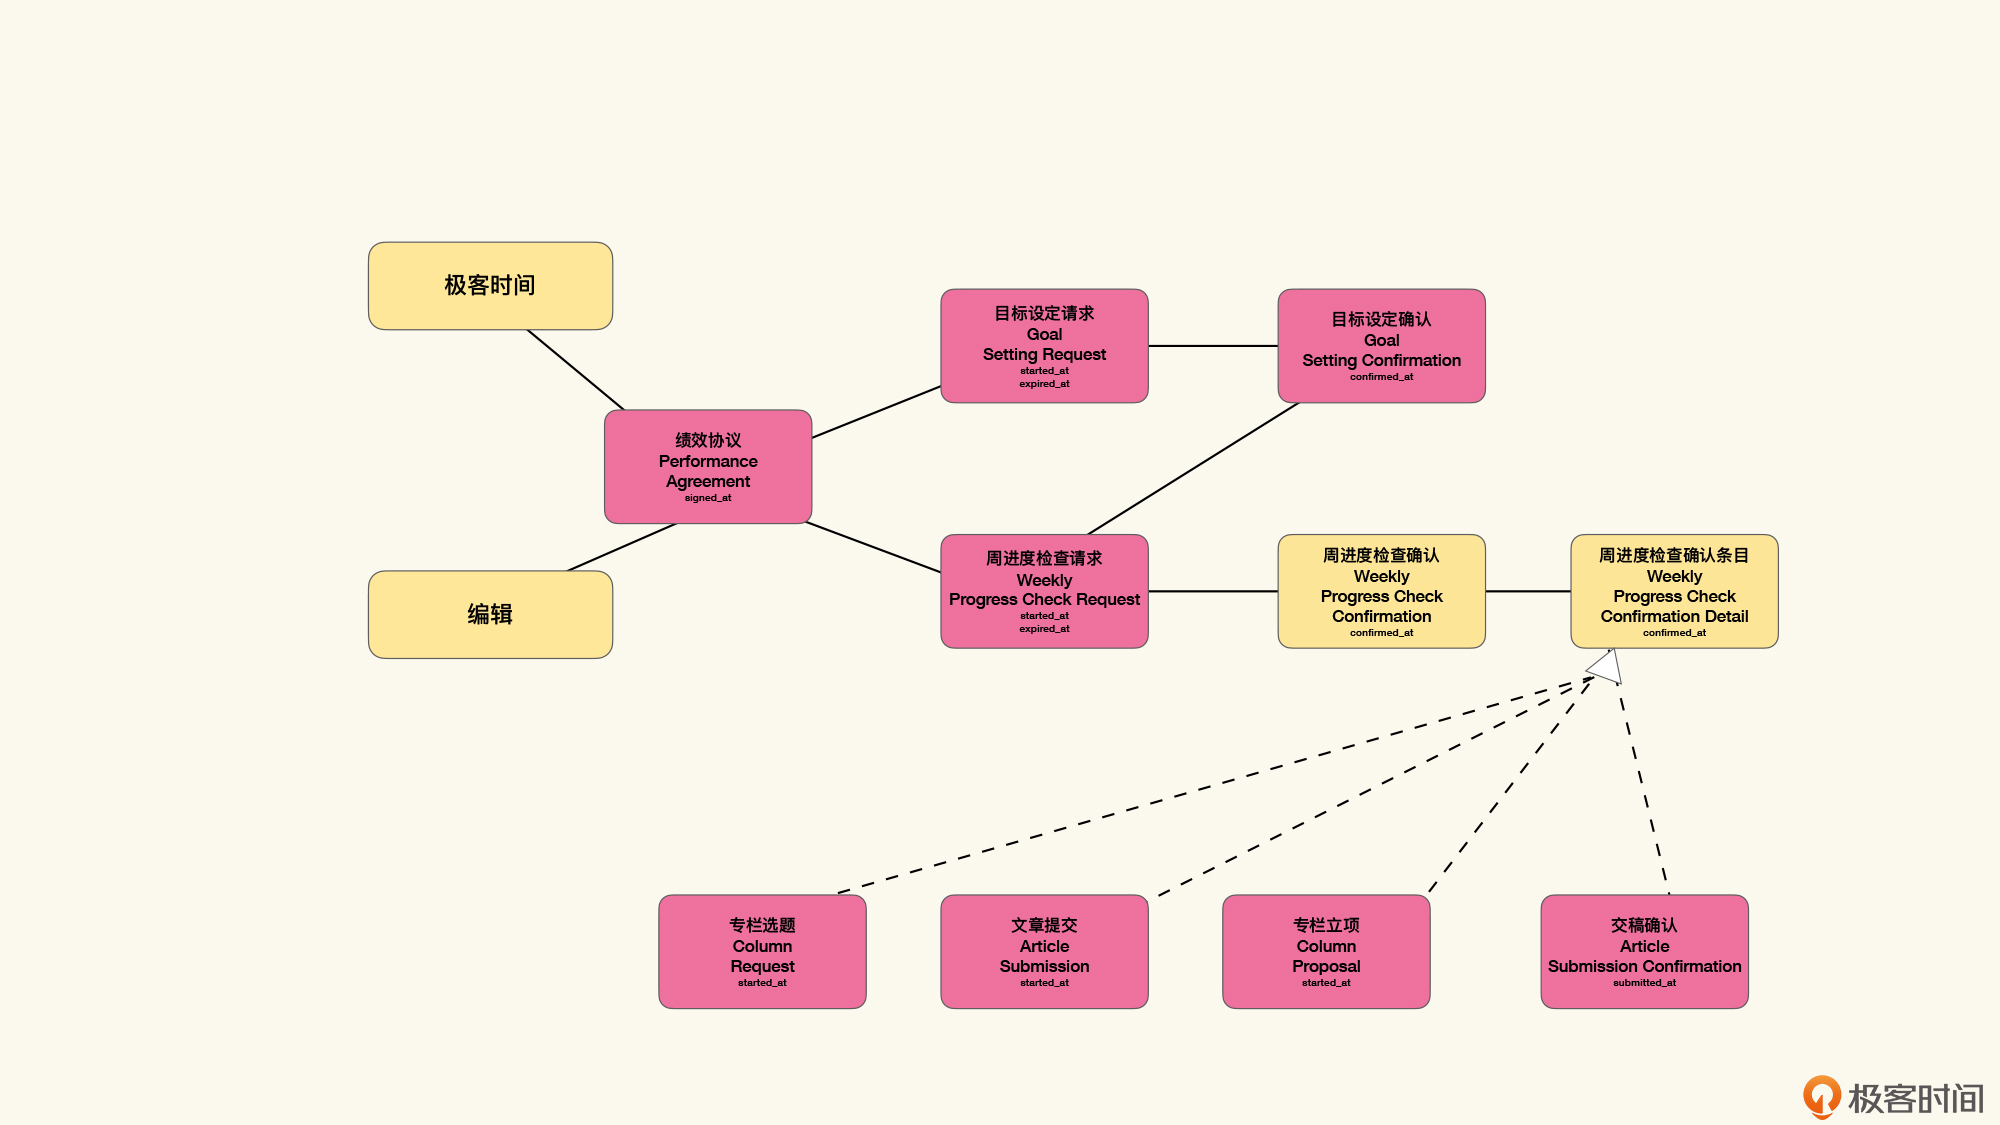 极客时间
目标设定请求
Goal
Setting Request
started_at
expired_at
目标设定确认
Goal
Setting Confirmation
confirmed_at
绩效协议
Performance
Agreement
signed_at
编辑
周进度检查请求
Weekly
Progress Check Request
started_at
expired_at
周进度检查确认
Weekly
Progress Check
Confirmation
confirmed_at
周进度检查确认条目
Weekly
Progress Check
Confirmation Detail
confirmed_at
专栏选题
Column
Request
started_at
文章提交
Article
Submission
started_at
专栏立项
Column
Proposal
started_at
交稿确认
Article
Submission Confirmation
submitted_at
极客时间